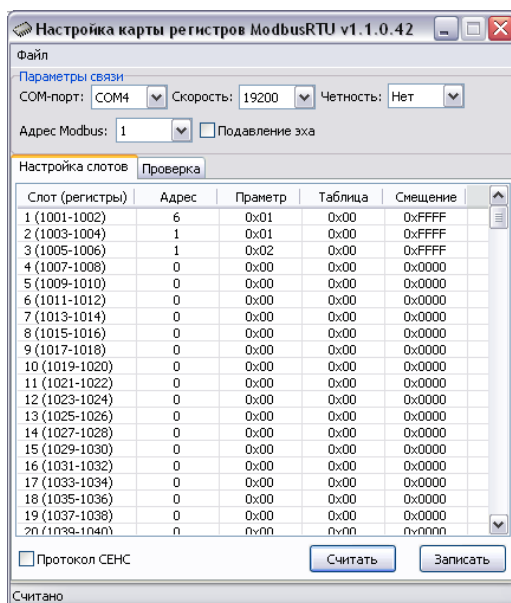 Настройка карты регистров ModbusRTU v1.1.0.42
Файл
Параметры связи
COM-порт: COM4 Скорость: 19200 Четность: Нет
Адрес Modbus: 1 Подавление эха
Настройка слотов Проверка
Слот (регистры) Адрес Праметр Таблица Смещение
1 (1001-1002) 6 0x01 0x00 0xFFFF
2 (1003-1004) 1 0x01 0x00 0xFFFF
3 (1005-1006) 1 0x02 0x00 0xFFFF
4 (1007-1008) 0 0x00 0x00 0x0000
5 (1009-1010) 0 0x00 0x00 0x0000
6 (1011-1012) 0 0x00 0x00 0x0000
7 (1013-1014) 0 0x00 0x00 0x0000
8 (1015-1016) 0 0x00 0x00 0x0000
9 (1017-1018) 0 0x00 0x00 0x0000
10 (1019-1020) 0 0x00 0x00 0x0000
11 (1021-1022) 0 0x00 0x00 0x0000
12 (1023-1024) 0 0x00 0x00 0x0000
13 (1025-1026) 0 0x00 0x00 0x0000
14 (1027-1028) 0 0x00 0x00 0x0000
15 (1029-1030) 0 0x00 0x00 0x0000
16 (1031-1032) 0 0x00 0x00 0x0000
17 (1033-1034) 0 0x00 0x00 0x0000
18 (1035-1036) 0 0x00 0x00 0x0000
19 (1037-1038) 0 0x00 0x00 0x0000
20 (1039-1040) 0 0x00 0x00 0x0000
Протокол СЕНС Считать Записать
Считано